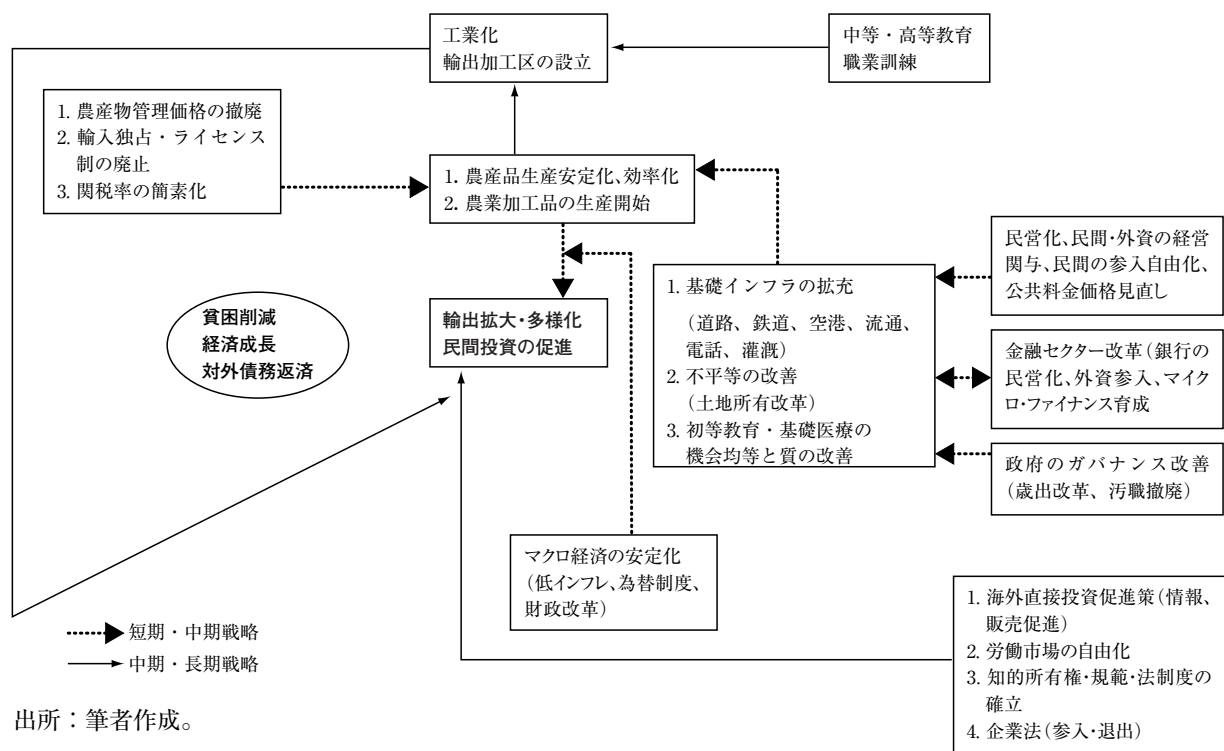 工業化
輸出加工区の設立
中等・高等教育
職業訓練
1. 農産物管理価格の撤廃
2. 輸入独占・ライセンス
制の廃止
3. 関税率の簡素化
1. 農産品生産安定化、効率化
2. 農業加工品の生産開始
民営化、民間・外資の経営
関与、民間の参入自由化、
公共料金価格見直し
1. 基礎インフラの拡充
(道路、鉄道、空港、流通、
電話、灌漑)
2. 不平等の改善
(土地所有改革)
3. 初等教育・基礎医療の
機会均等と質の改善
貧困削減
経済成長
対外債務返済
輸出拡大・多様化
民間投資の促進
金融セクター改革(銀行の
民営化、外資参入、マイク
ロ・ファイナンス育成
政府のガバナンス改善
(歳出改革、汚職撤廃)
マクロ経済の安定化
(低インフレ、為替制度、
財政改革)
1. 海外直接投資促進策(情報、
販売促進)
2. 労働市場の自由化
3. 知的所有権・規範・法制度の
確立
4. 企業法(参入・退出)
短期・中期戦略
中期・長期戦略
出所：筆者作成。